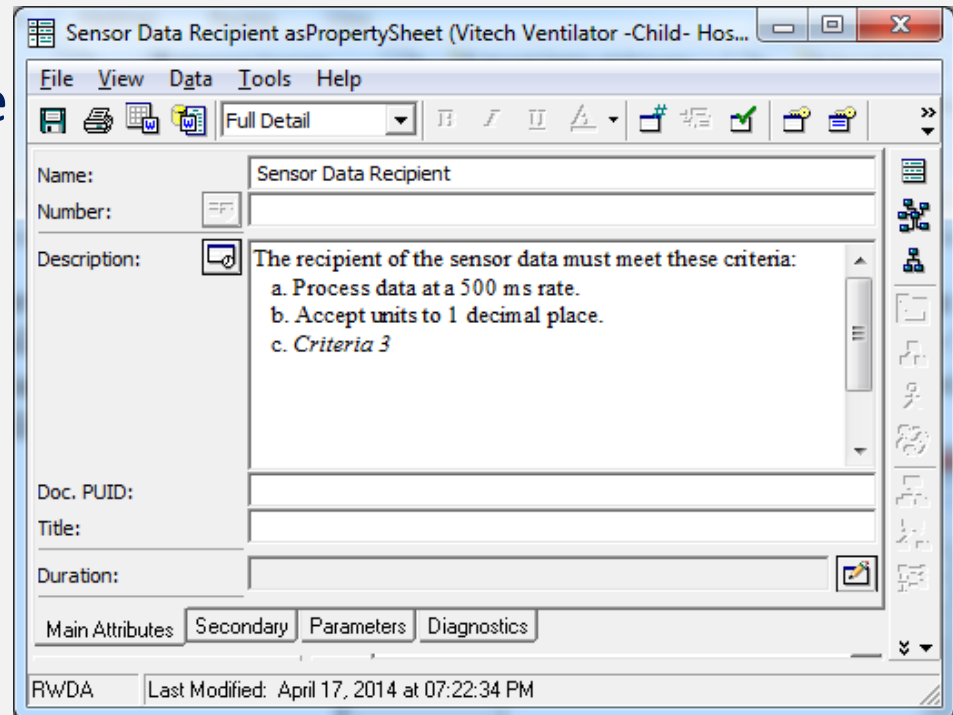 e
Sensor Data Recipient asPropertySheet (Vitech Ventilator -Child- Hos...
File View Data Tools Help
Full Detail B I U A # »
Name: Sensor Data Recipient
Number:
Description: The recipient of the sensor data must meet these criteria:
a. Process data at a 500 ms rate.
b. Accept units to 1 decimal place.
c. Criteria 3
Doc. PUID:
Title:
Duration:
Main Attributes Secondary Parameters Diagnostics
RWDA Last Modified: April 17, 2014 at 07:22:34 PM